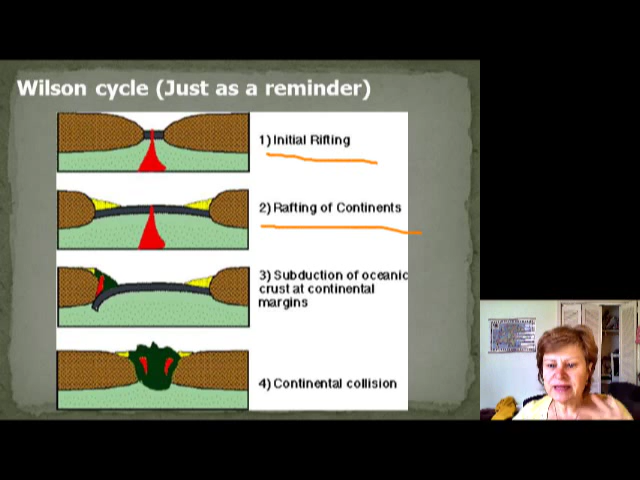 Wilson cycle (Just as a reminder)
1) Initial Rifting
2) Rafting of Continents
3) Subduction of oceanic
crust at continental
margins
4) Continental collision